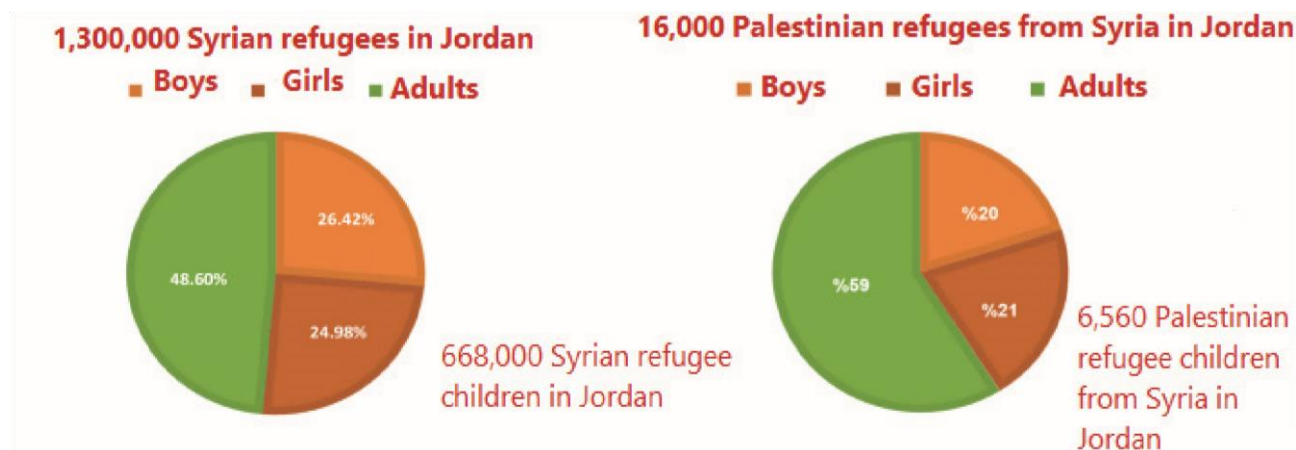 1,300,000 Syrian refugees in Jordan
Boys Girls Adults
26.42%
48.60%
24.98%
668,000 Syrian refugee
children in Jordan
16,000 Palestinian refugees from Syria in Jordan
Boys Girls Adults
%20
%59
%21
6,560 Palestinian
refugee children
from Syria in
Jordan